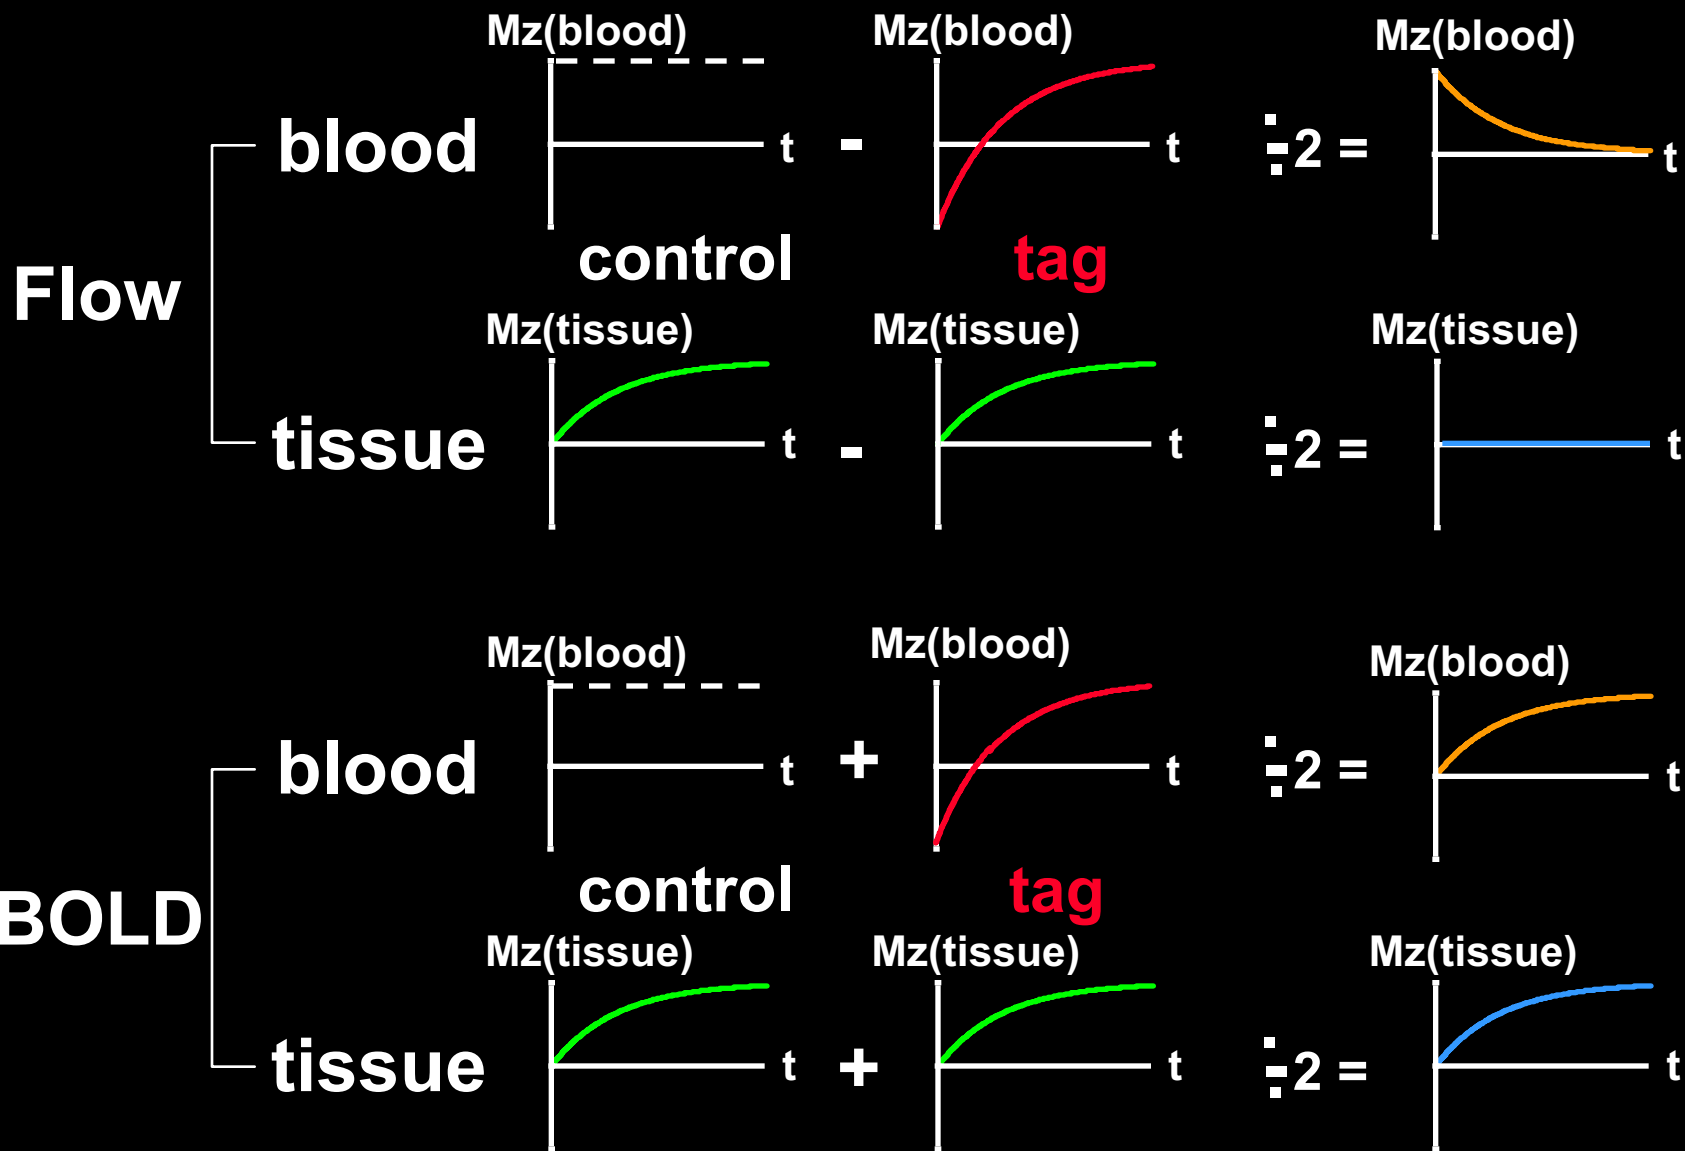 Mz(blood) Mz(blood) Mz(blood)
blood t - t ÷2 = t
control tag
Flow
Mz(tissue) Mz(tissue) Mz(tissue)
tissue t - t ÷2 = t
Mz(blood) Mz(blood) Mz(blood)
blood t + t ÷2 = t
control tag
BOLD
Mz(tissue) Mz(tissue) Mz(tissue)
tissue t + t ÷2 = t